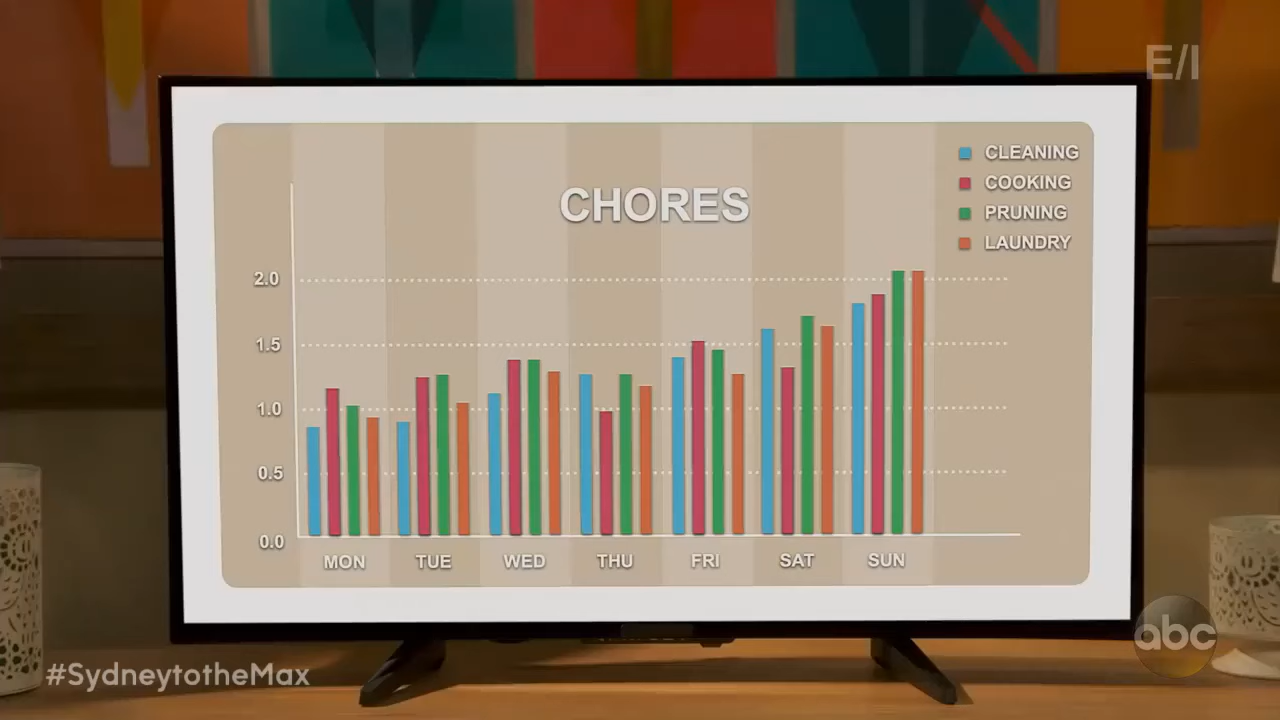 E/I
CLEANING
COOKING
PRUNING
LAUNDRY
CHORES
2.0
1.5
1.0
0.5
0.0
MON TUE WED THU FRI SAT SUN
abc
#SydneytotheMax